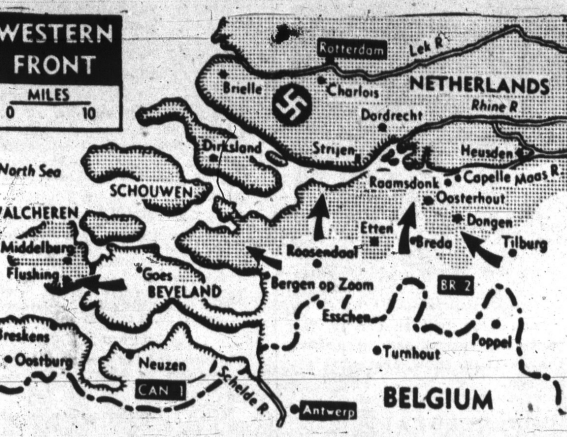 WESTERN
FRONT
MILES
0 10
Rotterdam
Lek R
NETHERLANDS
Brielle
Charlois
Rhine R
Dordrecht
Dirksland
Strijen
Heusden
North Sea
SCHOUWEN
Raamsdonk
Capelle
Maas R.
Oosterhout
WALCHEREN
Dongen
Middelburg
Etten
Breda
Tilburg
Flushing
Goes
Roosendaal
BEVELAND
Bergen op Zoom
BR 2
Esschen
Breskens
Poppel
Oostburg
Neuzen
Turnhout
CAN 1
Schelde R
BELGIUM
Antwerp